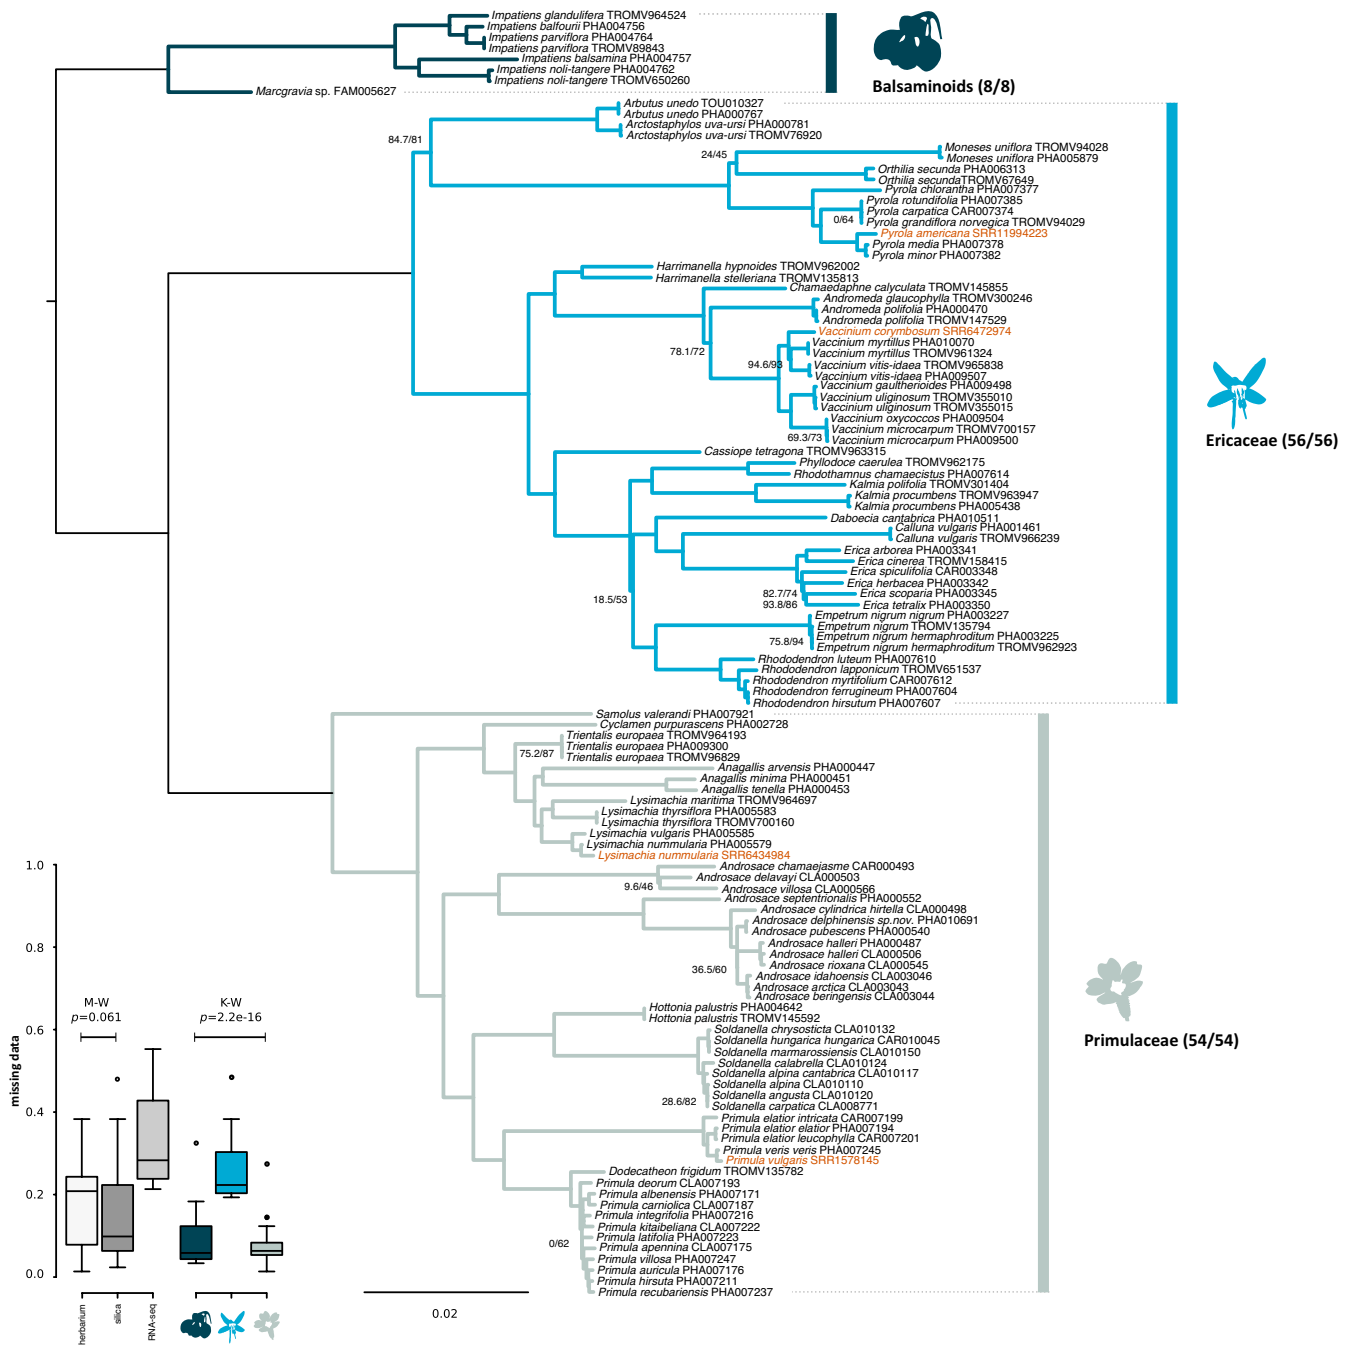 Impatiens glandulifera TROMV964524
Impatiens balfourii PHA004756
Impatiens parviflora PHA004764
Impatiens parviflora TROMV89843
Impatiens balsamina PHA004757
Impatiens noli-tangere PHA004762
Impatiens noli-tangere TROMV650260
Marcgravia sp. FAM005627
Balsaminoids (8/8)
Arbutus unedo TOU010327
Arbutus unedo PHA000767
Arctostaphylos uva-ursi PHA000781
Arctostaphylos uva-ursi TROMV76920
84.7/81
Moneses uniflora TROMV94028
Moneses uniflora PHA005879
24/45
Orthilia secunda PHA006313
Orthilia secundaTROMV67649
Pyrola chlorantha PHA007377
Pyrola rotundifolia PHA007385
Pyrola carpatica CAR007374
0/64
Pyrola grandiflora norvegica TROMV94029
Pyrola americana SRR11994223
Pyrola media PHA007378
Pyrola minor PHA007382
Harrimanella hypnoides TROMV962002
Harrimanella stelleriana TROMV135813
Chamaedaphne calyculata TROMV145855
Andromeda glaucophylla TROMV300246
Andromeda polifolia PHA000470
Andromeda polifolia TROMV147529
Vaccinium corymbosum SRR6472974
Vaccinium myrtillus PHA010070
78.1/72
Vaccinium myrtillus TROMV961324
94.6/93
Vaccinium vitis-idaea TROMV965838
Vaccinium vitis-idaea PHA009507
Vaccinium gaultherioides PHA009498
Vaccinium uliginosum TROMV355010
Vaccinium uliginosum TROMV355015
Vaccinium oxycoccos PHA009504
Vaccinium microcarpum TROMV700157
69.3/73
Vaccinium microcarpum PHA009500
Ericaceae (56/56)
Cassiope tetragona TROMV963315
Phyllodoce caerulea TROMV962175
Rhodothamnus chamaecistus PHA007614
Kalmia polifolia TROMV301404
Kalmia procumbens TROMV963947
Kalmia procumbens PHA005438
Daboecia cantabrica PHA010511
Calluna vulgaris PHA001461
Calluna vulgaris TROMV966239
Erica arborea PHA003341
Erica cinerea TROMV158415
Erica spiculifolia CAR003348
Erica herbacea PHA003342
82.7/74
Erica scoparia PHA003345
18.5/53
93.8/86
Erica tetralix PHA003350
Empetrum nigrum nigrum PHA003227
Empetrum nigrum TROMV135794
75.8/94
Empetrum nigrum hermaphroditum PHA003225
Empetrum nigrum hermaphroditum TROMV962923
Rhododendron luteum PHA007610
Rhododendron lapponicum TROMV651537
Rhododendron myrtifolium CAR007612
Rhododendron ferrugineum PHA007604
Rhododendron hirsutum PHA007607
Samolus valerandi PHA007921
Cyclamen purpurascens PHA002728
Trientalis europaea TROMV964193
75.2/87
Trientalis europaea PHA009300
Trientalis europaea TROMV96829
Anagallis arvensis PHA000447
Anagallis minima PHA000451
Anagallis tenella PHA000453
Lysimachia maritima TROMV964697
Lysimachia thyrsiflora PHA005583
Lysimachia thyrsiflora TROMV700160
Lysimachia vulgaris PHA005585
Lysimachia nummularia PHA005579
Lysimachia nummularia SRR6434984
Androsace chamaejasme CAR000493
Androsace delavayi CLA000503
9.6/46
Androsace villosa CLA000566
Androsace septentrionalis PHA000552
Androsace cylindrica hirtella CLA000498
Androsace delphinensis sp.nov. PHA010691
Androsace pubescens PHA000540
Androsace halleri PHA000487
Androsace halleri CLA000506
36.5/60
Androsace rioxana CLA000545
Androsace idahoensis CLA003046
Androsace arctica CLA003043
Androsace beringensis CLA003044
Hottonia palustris PHA004642
Hottonia palustris TROMV145592
Soldanella chrysosticta CLA010132
Soldanella hungarica hungarica CAR010045
Soldanella marmarossiensis CLA010150
Soldanella calabrella CLA010124
Soldanella alpina cantabrica CLA010117
Soldanella alpina CLA010110
Soldanella angusta CLA010120
28.6/82
Soldanella carpatica CLA008771
Primulaceae (54/54)
Primula elatior intricata CAR007199
Primula elatior elatior PHA007194
Primula elatior leucophylla CAR007201
Primula veris veris PHA007245
Primula vulgaris SRR1578145
Dodecatheon frigidum TROMV135782
Primula deorum CLA007193
Primula albenensis PHA007171
Primula carniolica CLA007187
Primula integrifolia PHA007216
Primula kitaibeliana CLA007222
Primula latifolia PHA007223
0/62
Primula apennina CLA007175
Primula villosa PHA007247
Primula auricula PHA007176
Primula hirsuta PHA007211
Primula recubariensis PHA007237
0.02
missing data
1.0
0.8
0.6
0.4
0.2
0.0
M-W
p=0.061
K-W
p=2.2e-16
herbarium
silica
RNA-seq